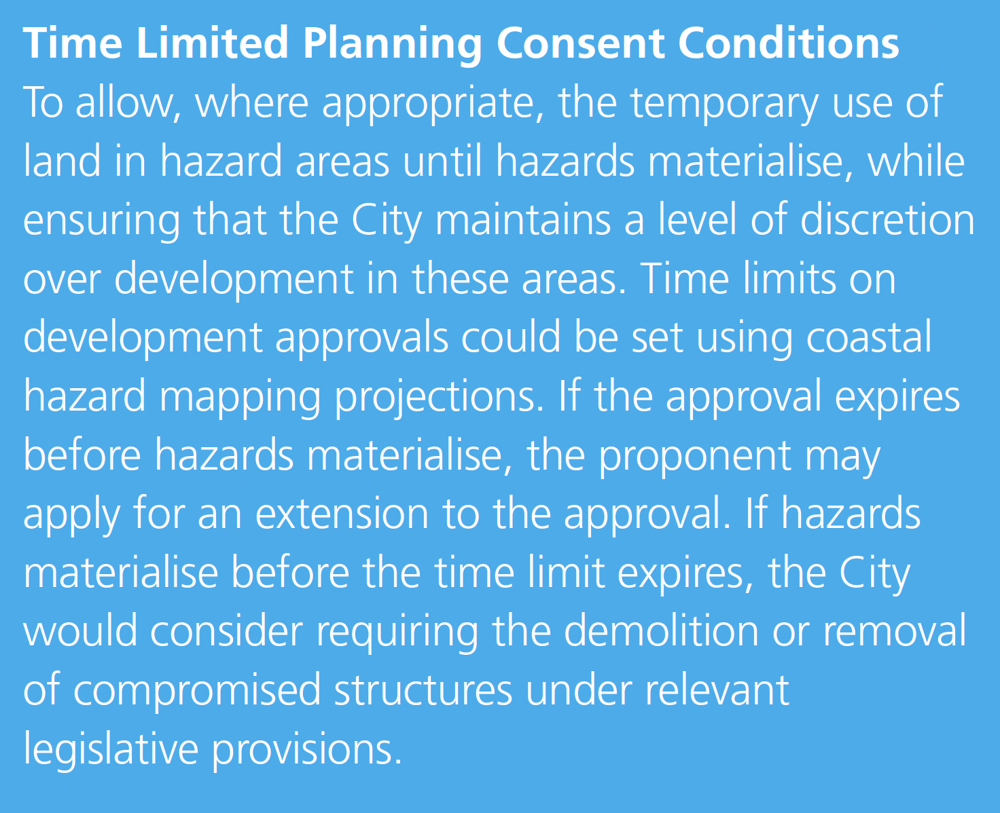 Time Limited Planning Consent Conditions
To allow, where appropriate, the temporary use of
land in hazard areas until hazards materialise, while
ensuring that the City maintains a level of discretion
over development in these areas. Time limits on
development approvals could be set using coastal
hazard mapping projections. If the approval expires
before hazards materialise, the proponent may
apply for an extension to the approval. If hazards
materialise before the time limit expires, the City
would consider requiring the demolition or removal
of compromised structures under relevant
legislative provisions.